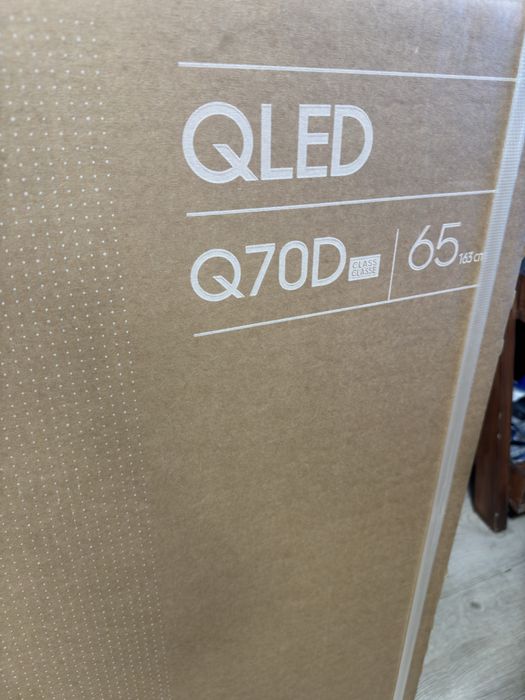 QLED
Q70D CLASS CLASSE 65 163 cm